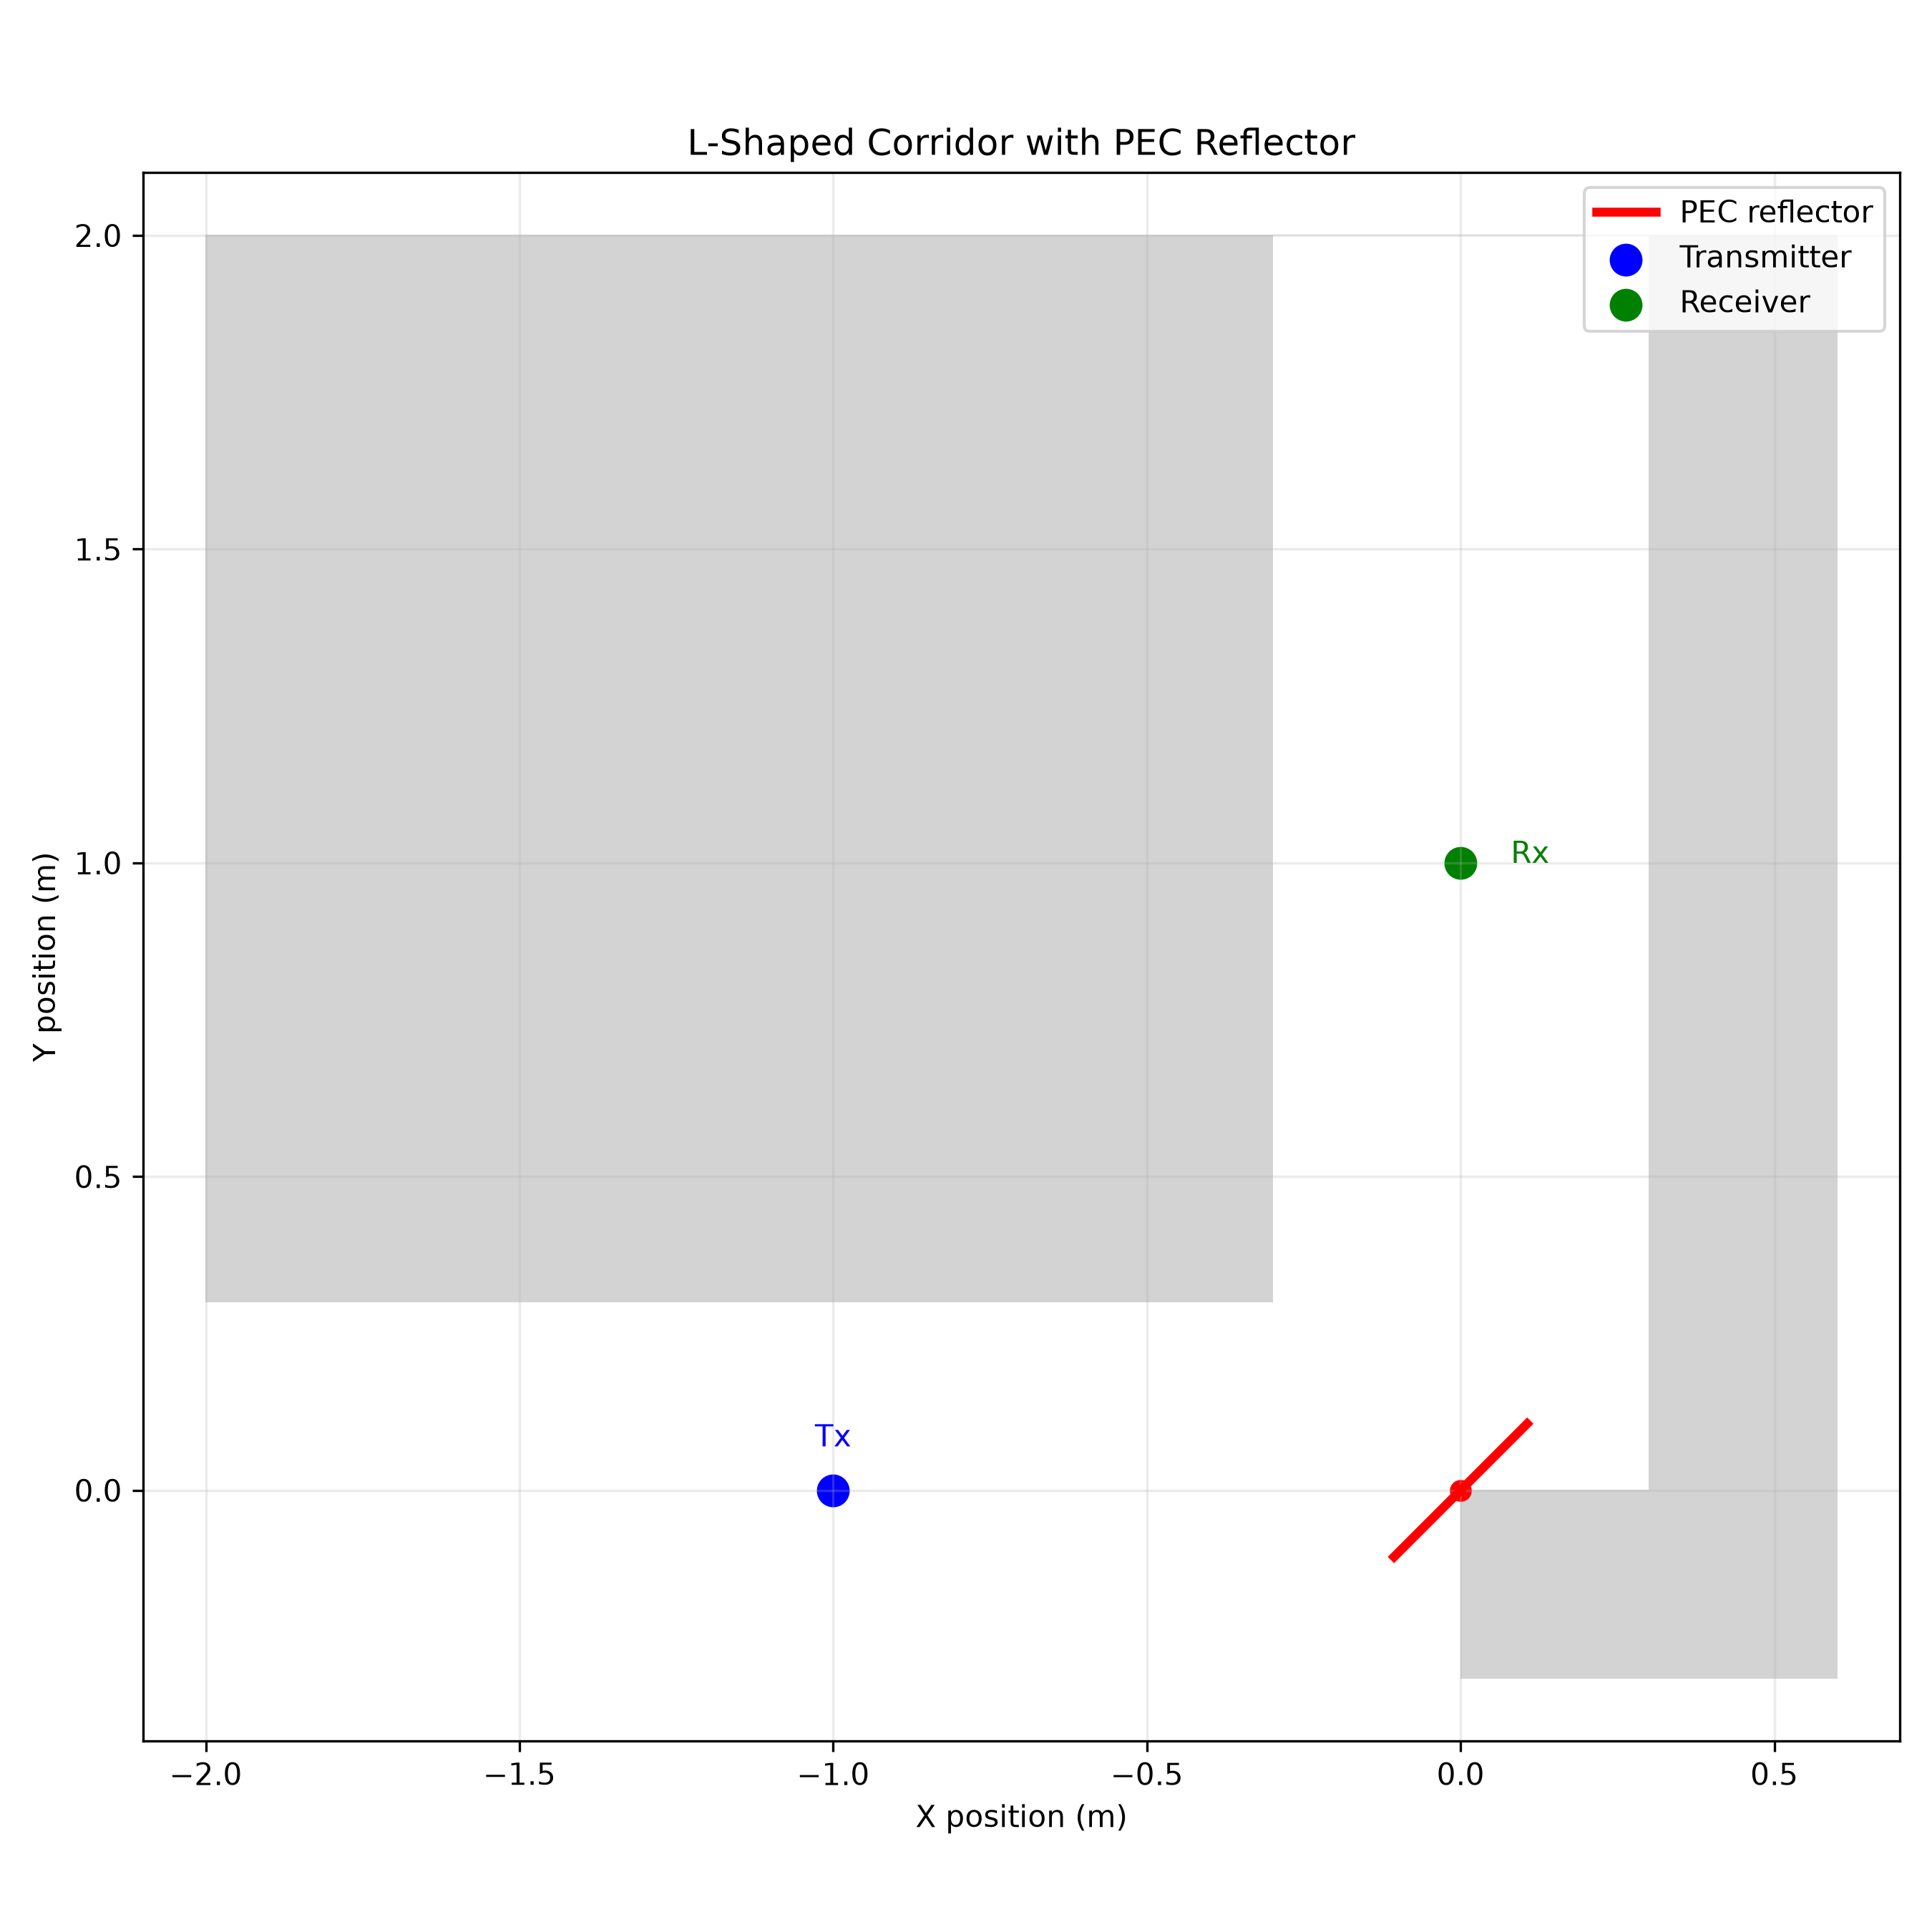 L-Shaped Corridor with PEC Reflector
PEC reflector
Transmitter
Receiver
2.0
1.5
1.0
0.5
0.0
Y position (m)
Rx
Tx
−2.0
−1.5
−1.0
−0.5
0.0
0.5
X position (m)